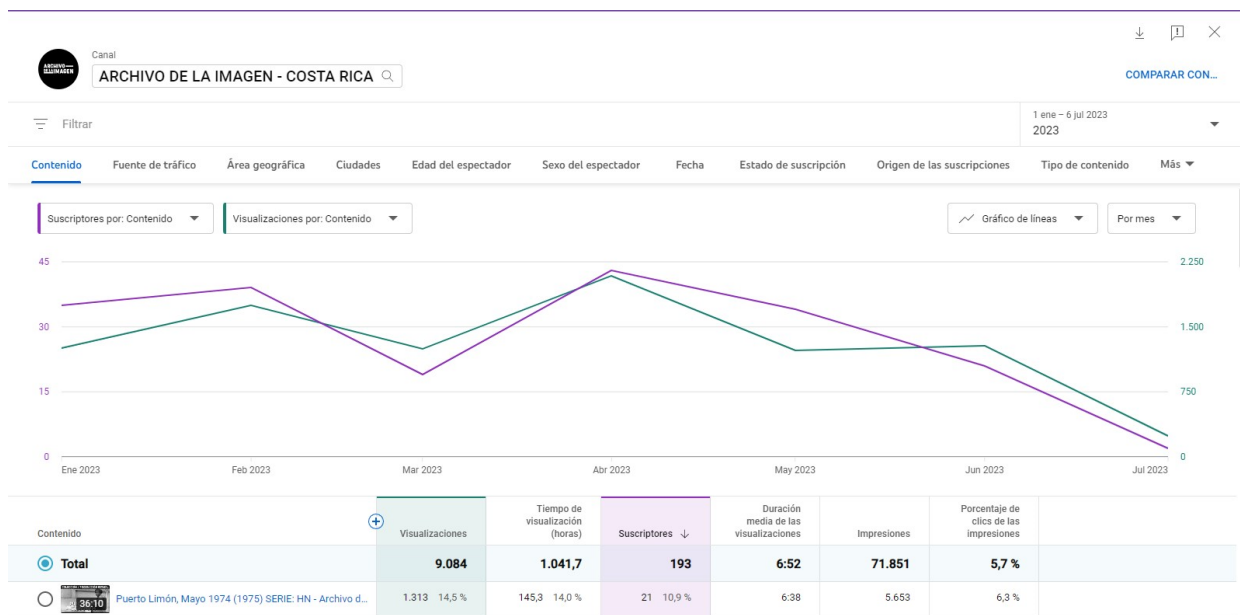 Canal
ARCHIVO DE LA IMAGEN
ARCHIVO DE LA IMAGEN - COSTA RICA
COMPARAR CON...
Filtrar
1 ene – 6 jul 2023
2023
Contenido Fuente de tráfico Área geográfica Ciudades Edad del espectador Sexo del espectador Fecha Estado de suscripción Origen de las suscripciones Tipo de contenido Más
Suscriptores por: Contenido Visualizaciones por: Contenido Gráfico de líneas Por mes
45 2.250
30 1.500
15 750
0 0
Ene 2023 Feb 2023 Mar 2023 Abr 2023 May 2023 Jun 2023 Jul 2023
Contenido Visualizaciones Tiempo de visualización (horas) Suscriptores Duración media de las visualizaciones Impresiones Porcentaje de clics de las impresiones
Total 9.084 1.041,7 193 6:52 71.851 5,7 %
36:10 Puerto Limón, Mayo 1974 (1975) SERIE: HN - Archivo d... 1.313 14,5 % 145,3 14,0 % 21 10,9 % 6:38 5.653 6,3 %